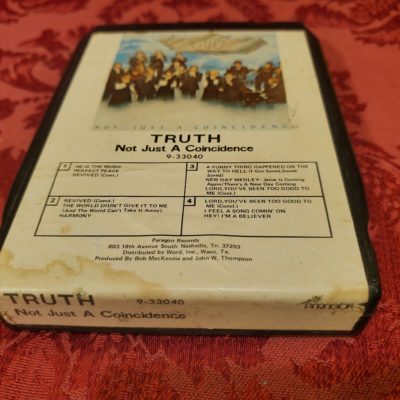 TRUTH
NOT JUST A COINCIDENCE
TRUTH
Not Just A Coincidence
9-33040
1 HE IS THE MUSIC
PERFECT PEACE
REVIVED (Cont.)
2 REVIVED (Concl.)
THE WORLD DIDN'T GIVE IT TO ME
(And The World Can't Take It Away)
HARMONY
3 A FUNNY THING HAPPENED ON THE
WAY TO HELL (I Got Saved, Saved
Saved)
NEW DAY MEDLEY: Jesus Is Coming
Again/There's A New Day Coming
LORD, YOU'VE BEEN TOO GOOD TO
ME (Cont.)
4 LORD, YOU'VE BEEN TOO GOOD TO
ME (Concl.)
I FEEL A SONG COMIN' ON
HEY! I'M A BELIEVER
Paragon Records
803 18th Avenue South, Nashville, Tn. 37203
Distributed by Word, Inc., Waco, Tx.
Produced By Bob MacKenzie and John W. Thompson
TRUTH 9-33040
Not Just A Coincidence
PARAGON